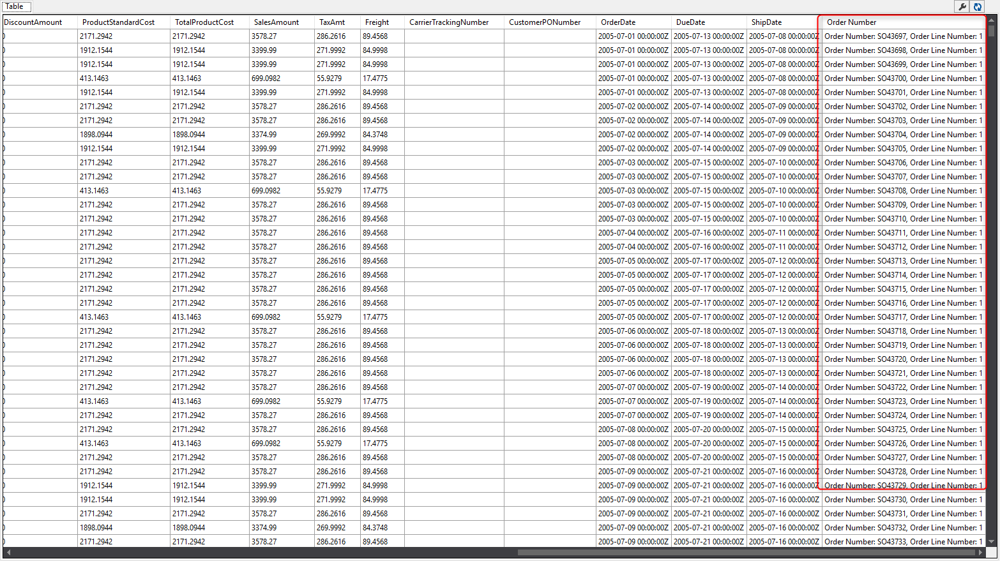 Table
DiscountAmount ProductStandardCost TotalProductCost SalesAmount TaxAmt Freight CarrierTrackingNumber CustomerPONumber OrderDate DueDate ShipDate Order Number
0 2171.2942 2171.2942 3578.27 286.2616 89.4568 2005-07-01 00:00:00Z 2005-07-13 00:00:00Z 2005-07-08 00:00:00Z Order Number: SO43697, Order Line Number: 1
0 1912.1544 1912.1544 3399.99 271.9992 84.9998 2005-07-01 00:00:00Z 2005-07-13 00:00:00Z 2005-07-08 00:00:00Z Order Number: SO43698, Order Line Number: 1
0 1912.1544 1912.1544 3399.99 271.9992 84.9998 2005-07-01 00:00:00Z 2005-07-13 00:00:00Z 2005-07-08 00:00:00Z Order Number: SO43699, Order Line Number: 1
0 413.1463 413.1463 699.0982 55.9279 17.4775 2005-07-01 00:00:00Z 2005-07-13 00:00:00Z 2005-07-08 00:00:00Z Order Number: SO43700, Order Line Number: 1
0 1912.1544 1912.1544 3399.99 271.9992 84.9998 2005-07-01 00:00:00Z 2005-07-13 00:00:00Z 2005-07-08 00:00:00Z Order Number: SO43701, Order Line Number: 1
0 2171.2942 2171.2942 3578.27 286.2616 89.4568 2005-07-02 00:00:00Z 2005-07-14 00:00:00Z 2005-07-09 00:00:00Z Order Number: SO43702, Order Line Number: 1
0 2171.2942 2171.2942 3578.27 286.2616 89.4568 2005-07-02 00:00:00Z 2005-07-14 00:00:00Z 2005-07-09 00:00:00Z Order Number: SO43703, Order Line Number: 1
0 1898.0944 1898.0944 3374.99 269.9992 84.3748 2005-07-02 00:00:00Z 2005-07-14 00:00:00Z 2005-07-09 00:00:00Z Order Number: SO43704, Order Line Number: 1
0 1912.1544 1912.1544 3399.99 271.9992 84.9998 2005-07-02 00:00:00Z 2005-07-14 00:00:00Z 2005-07-09 00:00:00Z Order Number: SO43705, Order Line Number: 1
0 2171.2942 2171.2942 3578.27 286.2616 89.4568 2005-07-03 00:00:00Z 2005-07-15 00:00:00Z 2005-07-10 00:00:00Z Order Number: SO43706, Order Line Number: 1
0 2171.2942 2171.2942 3578.27 286.2616 89.4568 2005-07-03 00:00:00Z 2005-07-15 00:00:00Z 2005-07-10 00:00:00Z Order Number: SO43707, Order Line Number: 1
0 413.1463 413.1463 699.0982 55.9279 17.4775 2005-07-03 00:00:00Z 2005-07-15 00:00:00Z 2005-07-10 00:00:00Z Order Number: SO43708, Order Line Number: 1
0 2171.2942 2171.2942 3578.27 286.2616 89.4568 2005-07-03 00:00:00Z 2005-07-15 00:00:00Z 2005-07-10 00:00:00Z Order Number: SO43709, Order Line Number: 1
0 2171.2942 2171.2942 3578.27 286.2616 89.4568 2005-07-03 00:00:00Z 2005-07-15 00:00:00Z 2005-07-10 00:00:00Z Order Number: SO43710, Order Line Number: 1
0 2171.2942 2171.2942 3578.27 286.2616 89.4568 2005-07-04 00:00:00Z 2005-07-16 00:00:00Z 2005-07-11 00:00:00Z Order Number: SO43711, Order Line Number: 1
0 2171.2942 2171.2942 3578.27 286.2616 89.4568 2005-07-04 00:00:00Z 2005-07-16 00:00:00Z 2005-07-11 00:00:00Z Order Number: SO43712, Order Line Number: 1
0 2171.2942 2171.2942 3578.27 286.2616 89.4568 2005-07-05 00:00:00Z 2005-07-17 00:00:00Z 2005-07-12 00:00:00Z Order Number: SO43713, Order Line Number: 1
0 2171.2942 2171.2942 3578.27 286.2616 89.4568 2005-07-05 00:00:00Z 2005-07-17 00:00:00Z 2005-07-12 00:00:00Z Order Number: SO43714, Order Line Number: 1
0 2171.2942 2171.2942 3578.27 286.2616 89.4568 2005-07-05 00:00:00Z 2005-07-17 00:00:00Z 2005-07-12 00:00:00Z Order Number: SO43715, Order Line Number: 1
0 2171.2942 2171.2942 3578.27 286.2616 89.4568 2005-07-05 00:00:00Z 2005-07-17 00:00:00Z 2005-07-12 00:00:00Z Order Number: SO43716, Order Line Number: 1
0 413.1463 413.1463 699.0982 55.9279 17.4775 2005-07-05 00:00:00Z 2005-07-17 00:00:00Z 2005-07-12 00:00:00Z Order Number: SO43717, Order Line Number: 1
0 2171.2942 2171.2942 3578.27 286.2616 89.4568 2005-07-06 00:00:00Z 2005-07-18 00:00:00Z 2005-07-13 00:00:00Z Order Number: SO43718, Order Line Number: 1
0 2171.2942 2171.2942 3578.27 286.2616 89.4568 2005-07-06 00:00:00Z 2005-07-18 00:00:00Z 2005-07-13 00:00:00Z Order Number: SO43719, Order Line Number: 1
0 2171.2942 2171.2942 3578.27 286.2616 89.4568 2005-07-06 00:00:00Z 2005-07-18 00:00:00Z 2005-07-13 00:00:00Z Order Number: SO43720, Order Line Number: 1
0 2171.2942 2171.2942 3578.27 286.2616 89.4568 2005-07-06 00:00:00Z 2005-07-18 00:00:00Z 2005-07-13 00:00:00Z Order Number: SO43721, Order Line Number: 1
0 2171.2942 2171.2942 3578.27 286.2616 89.4568 2005-07-07 00:00:00Z 2005-07-19 00:00:00Z 2005-07-14 00:00:00Z Order Number: SO43722, Order Line Number: 1
0 413.1463 413.1463 699.0982 55.9279 17.4775 2005-07-07 00:00:00Z 2005-07-19 00:00:00Z 2005-07-14 00:00:00Z Order Number: SO43723, Order Line Number: 1
0 2171.2942 2171.2942 3578.27 286.2616 89.4568 2005-07-07 00:00:00Z 2005-07-19 00:00:00Z 2005-07-14 00:00:00Z Order Number: SO43724, Order Line Number: 1
0 2171.2942 2171.2942 3578.27 286.2616 89.4568 2005-07-08 00:00:00Z 2005-07-20 00:00:00Z 2005-07-15 00:00:00Z Order Number: SO43725, Order Line Number: 1
0 413.1463 413.1463 699.0982 55.9279 17.4775 2005-07-08 00:00:00Z 2005-07-20 00:00:00Z 2005-07-15 00:00:00Z Order Number: SO43726, Order Line Number: 1
0 2171.2942 2171.2942 3578.27 286.2616 89.4568 2005-07-08 00:00:00Z 2005-07-20 00:00:00Z 2005-07-15 00:00:00Z Order Number: SO43727, Order Line Number: 1
0 2171.2942 2171.2942 3578.27 286.2616 89.4568 2005-07-09 00:00:00Z 2005-07-21 00:00:00Z 2005-07-16 00:00:00Z Order Number: SO43728, Order Line Number: 1
0 1912.1544 1912.1544 3399.99 271.9992 84.9998 2005-07-09 00:00:00Z 2005-07-21 00:00:00Z 2005-07-16 00:00:00Z Order Number: SO43729, Order Line Number: 1
0 1912.1544 1912.1544 3399.99 271.9992 84.9998 2005-07-09 00:00:00Z 2005-07-21 00:00:00Z 2005-07-16 00:00:00Z Order Number: SO43730, Order Line Number: 1
0 2171.2942 2171.2942 3578.27 286.2616 89.4568 2005-07-09 00:00:00Z 2005-07-21 00:00:00Z 2005-07-16 00:00:00Z Order Number: SO43731, Order Line Number: 1
0 1898.0944 1898.0944 3374.99 269.9992 84.3748 2005-07-09 00:00:00Z 2005-07-21 00:00:00Z 2005-07-16 00:00:00Z Order Number: SO43732, Order Line Number: 1
0 2171.2942 2171.2942 3578.27 286.2616 89.4568 2005-07-09 00:00:00Z 2005-07-21 00:00:00Z 2005-07-16 00:00:00Z Order Number: SO43733, Order Line Number: 1